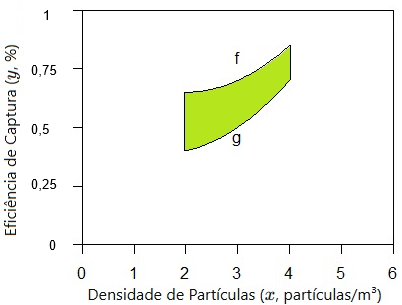 Eficiência de Captura (y, %)
1
0,75
0,5
0,25
0
f
g
0 1 2 3 4 5 6
Densidade de Partículas (x, partículas/m³)